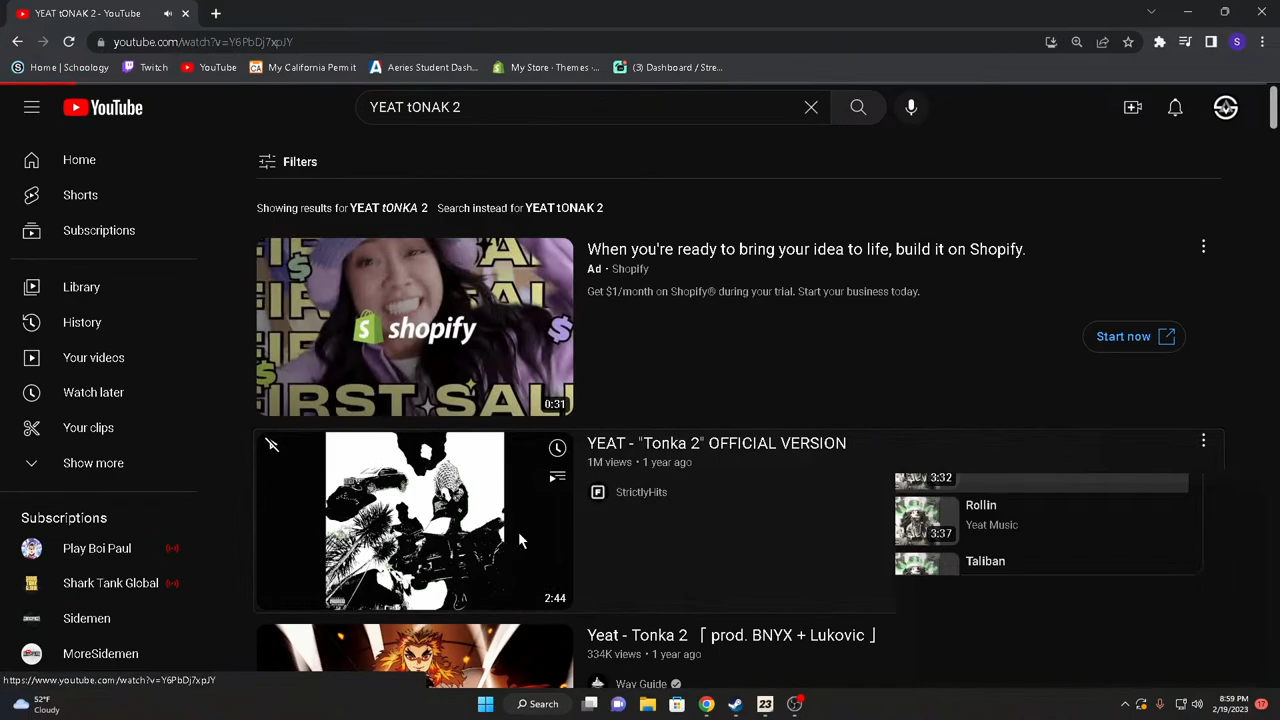 YEAT tONKA 2 - YouTube
youtube.com/watch?v=Y6PbDj7xpJY
S
Home | Schoology
Twitch
YouTube
My California Permit
Aeries Student Dash...
My Store · Themes ·...
(3) Dashboard / Stre...
YouTube
YEAT tONAK 2
Home
Shorts
Subscriptions
Library
History
Your videos
Watch later
Your clips
Show more
Subscriptions
Play Boi Paul
Shark Tank Global
Sidemen
MoreSidemen
Filters
Showing results for YEAT tONKA 2 Search instead for YEAT tONAK 2
shopify
FIRST SAL
0:31
When you're ready to bring your idea to life, build it on Shopify.
Ad · Shopify
Get $1/month on Shopify® during your trial. Start your business today.
Start now
2:44
YEAT - "Tonka 2" OFFICIAL VERSION
1M views · 1 year ago
StrictlyHits
3:32
Rollin
Yeat Music
3:37
Taliban
Yeat - Tonka 2 「 prod. BNYX + Lukovic 」
334K views · 1 year ago
Way Guide
https://www.youtube.com/watch?v=Y6PbDj7xpJY
52°F
Cloudy
Search
23
8:59 PM
2/19/2023
17